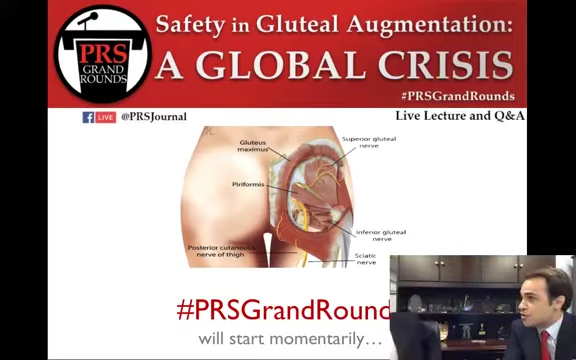 PRS
GRAND
ROUNDS
Safety in Gluteal Augmentation:
A GLOBAL CRISIS
#PRSGrandRounds
LIVE @PRSJournal
Live Lecture and Q&A
Gluteus
maximus
Superior gluteal
nerve
Piriformis
Inferior gluteal
nerve
Posterior cutaneous
nerve of thigh
Sciatic
nerve
#PRSGrandRound
will start momentarily...